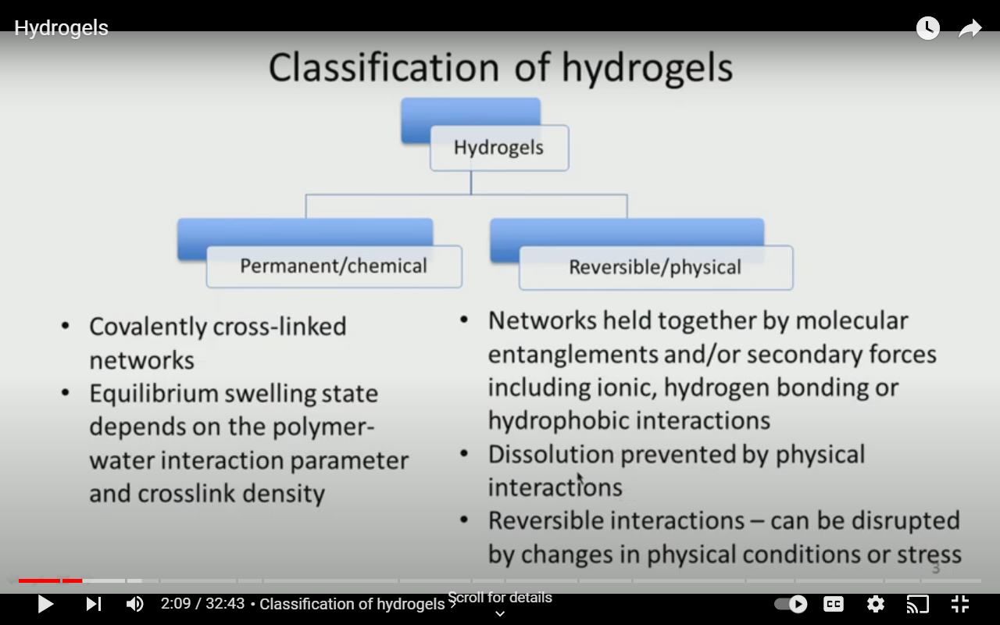 Hydrogels
Classification of hydrogels
Hydrogels
Permanent/chemical
Reversible/physical
• Covalently cross-linked
networks
• Equilibrium swelling state
depends on the polymer-
water interaction parameter
and crosslink density
• Networks held together by molecular
entanglements and/or secondary forces
including ionic, hydrogen bonding or
hydrophobic interactions
• Dissolution prevented by physical
interactions
• Reversible interactions – can be disrupted
by changes in physical conditions or stress
3
2:09 / 32:43 • Classification of hydrogels ›
Scroll for details
CC